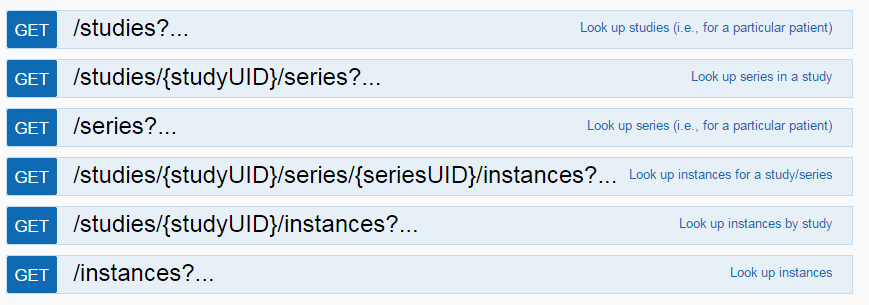 GET /studies?... Look up studies (i.e., for a particular patient)
GET /studies/{studyUID}/series?... Look up series in a study
GET /series?... Look up series (i.e., for a particular patient)
GET /studies/{studyUID}/series/{seriesUID}/instances?... Look up instances for a study/series
GET /studies/{studyUID}/instances?... Look up instances by study
GET /instances?... Look up instances